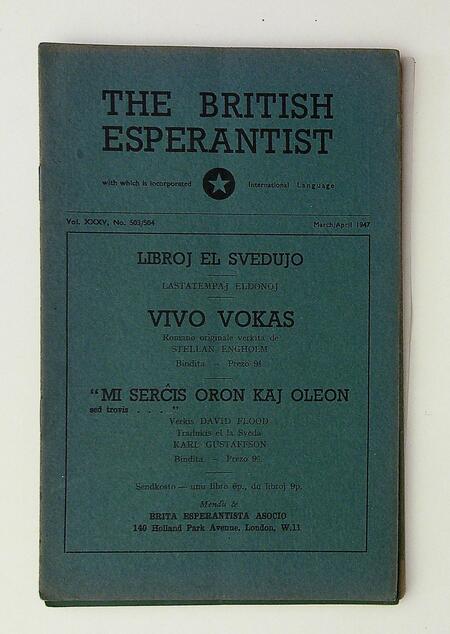 THE BRITISH
ESPERANTIST
with which is incorporated International Language
Vol. XXXV, No. 503/504 March/April 1947
LIBROJ EL SVEDUJO
LASTATEMPAJ ELDONOJ
VIVO VOKAS
Romano originale verkita de
STELLAN ENGHOLM
Bindita — Prezo 9ŝ
"MI SERĈIS ORON KAJ OLEON
sed trovis . . . ."
Verkis DAVID FLOOD
Tradukis el la Sveda
KARL GUSTAFSSON
Bindita — Prezo 9ŝ.
Sendkosto — unu libro 6p., du libroj 9p.
Mendu ĉe
BRITA ESPERANTISTA ASOCIO
140 Holland Park Avenue, London, W.11